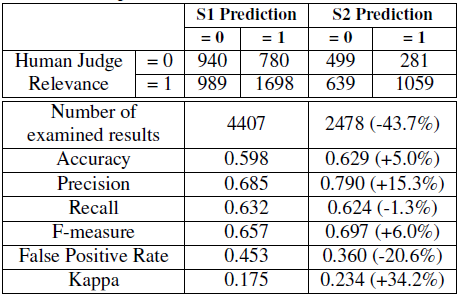 S1 Prediction S2 Prediction
= 0 = 1 = 0 = 1
Human Judge = 0 940 780 499 281
Relevance = 1 989 1698 639 1059
Number of
examined results 4407 2478 (-43.7%)
Accuracy 0.598 0.629 (+5.0%)
Precision 0.685 0.790 (+15.3%)
Recall 0.632 0.624 (-1.3%)
F-measure 0.657 0.697 (+6.0%)
False Positive Rate 0.453 0.360 (-20.6%)
Kappa 0.175 0.234 (+34.2%)